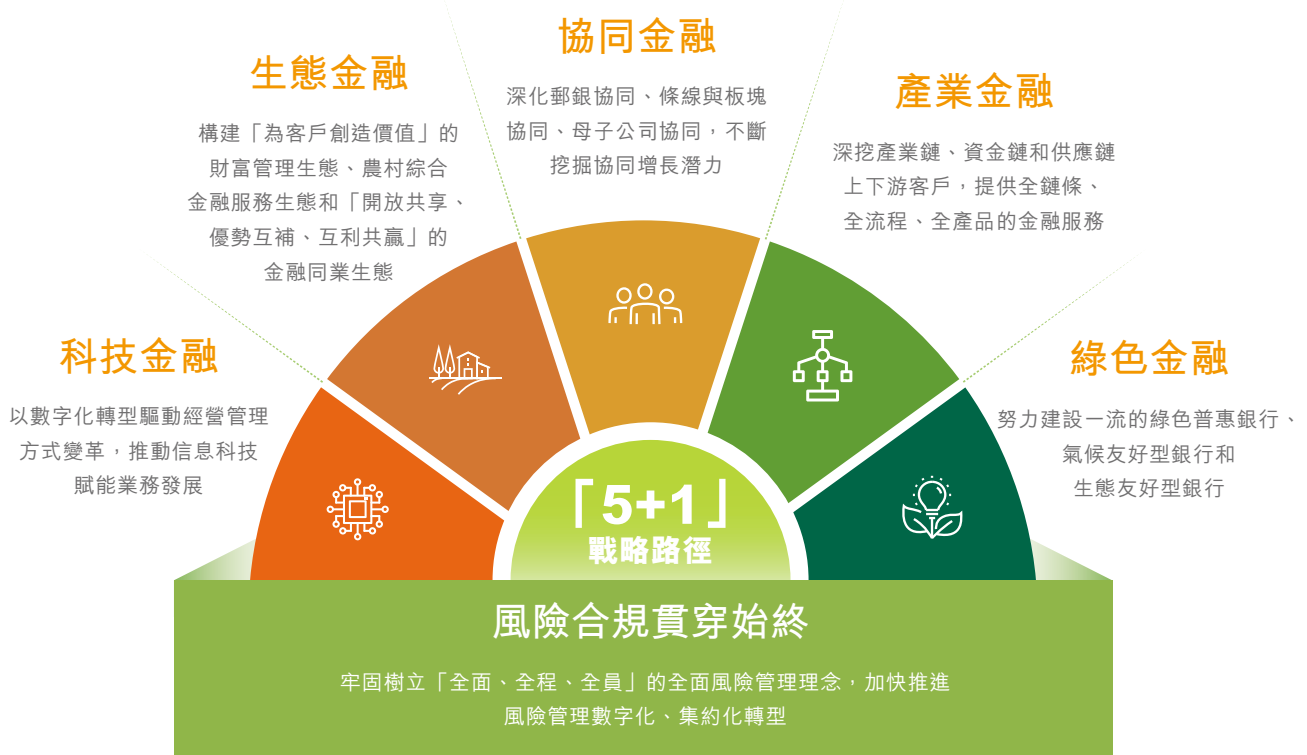 協同金融
深化郵銀協同、條線與板塊
協同、母子公司協同，不斷
挖掘協同增長潛力
生態金融
構建「為客戶創造價值」的
財富管理生態、農村綜合
金融服務生態和「開放共享、
優勢互補、互利共贏」的
金融同業生態
產業金融
深挖產業鏈、資金鏈和供應鏈
上下游客戶，提供全鏈條、
全流程、全產品的金融服務
科技金融
以數字化轉型驅動經營管理
方式變革，推動信息科技
賦能業務發展
綠色金融
努力建設一流的綠色普惠銀行、
氣候友好型銀行和
生態友好型銀行
「5+1」
戰略路徑
風險合規貫穿始終
牢固樹立「全面、全程、全員」的全面風險管理理念，加快推進
風險管理數字化、集約化轉型